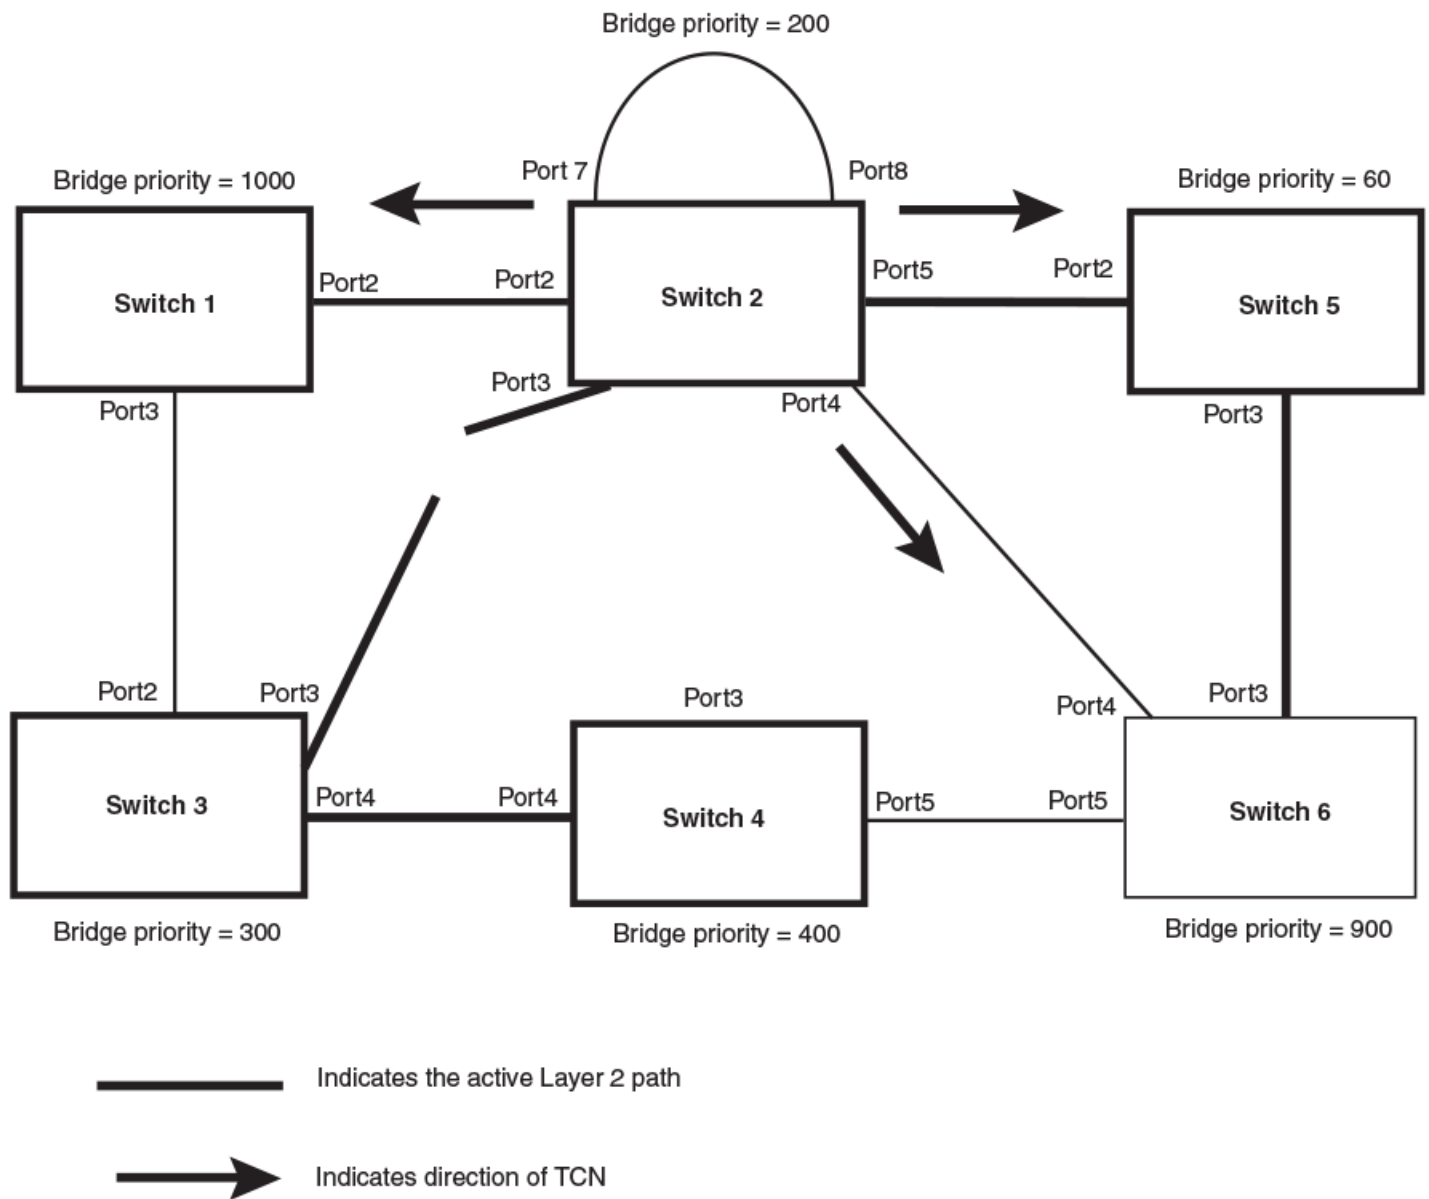 Bridge priority = 200
Port 7
Port8
Bridge priority = 1000
Bridge priority = 60
Port2
Port2
Port5
Port2
Switch 1
Switch 2
Switch 5
Port3
Port3
Port4
Port3
Port2
Port3
Port3
Port4
Port3
Port4
Port4
Port5
Port5
Switch 3
Switch 4
Switch 6
Bridge priority = 300
Bridge priority = 400
Bridge priority = 900
Indicates the active Layer 2 path
Indicates direction of TCN